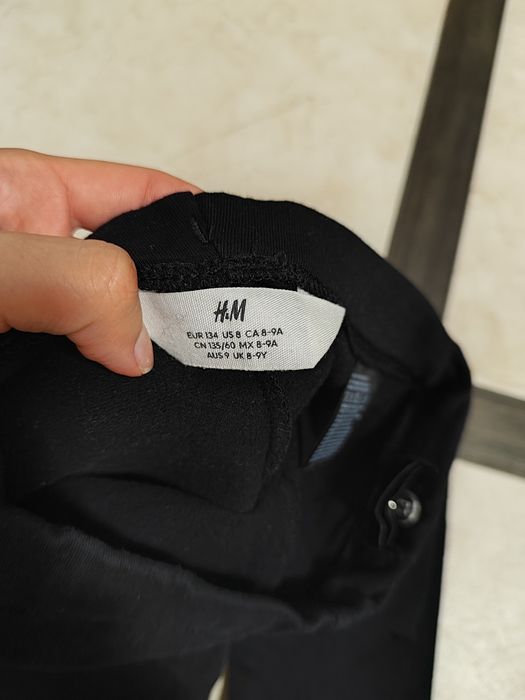 H&M
EUR 134 US 8 CA 8-9A
CN 135/60 MX 8-9A
AUS 9 UK 8-9Y